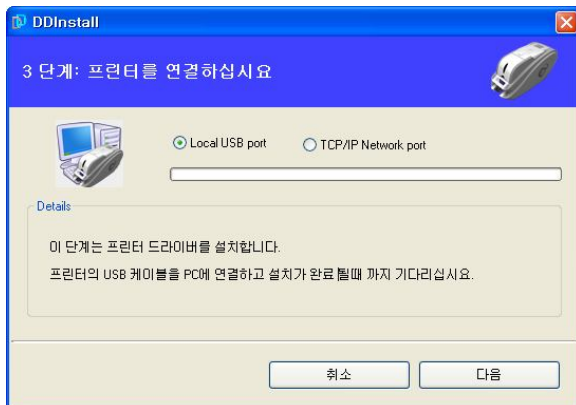 DDInstall
3 단계: 프린터를 연결하십시요
Local USB port
TCP/IP Network port
Details
이 단계는 프린터 드라이버를 설치합니다.
프린터의 USB 케이블을 PC에 연결하고 설치가 완료 될때 까지 기다리십시요.
취소
다음